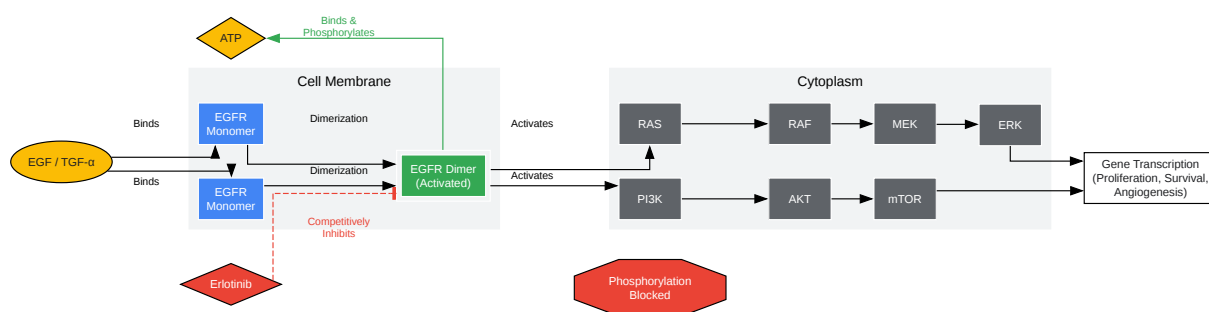 Binds &
Phosphorylates
ATP
Cell Membrane
Cytoplasm
Binds
EGFR
Monomer
Dimerization
Activates
RAS
RAF
MEK
ERK
EGF / TGF-α
Binds
EGFR
Monomer
Dimerization
EGFR Dimer
(Activated)
Activates
PI3K
AKT
mTOR
Gene Transcription
(Proliferation, Survival,
Angiogenesis)
Competitively
Inhibits
Erlotinib
Phosphorylation
Blocked